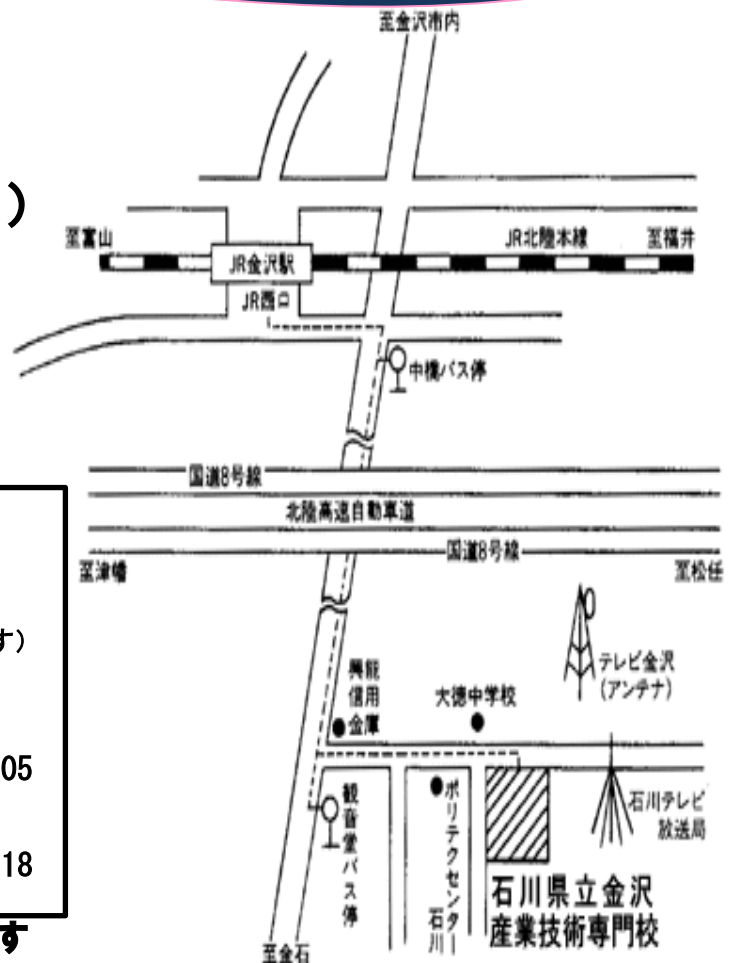 至金沢市内
）
至富山
JR北陸本線
至福井
JR金沢駅
JR西口
中橋バス停
国道8号線
北陸高速自動車道
国道8号線
至津幡
至松任
す）
テレビ金沢
（アンテナ）
興能
信用
金庫
大徳中学校
05
観音堂バス停
ポリテクセンター
石川
石川テレビ
放送局
18
石川県立金沢
産業技術専門校
す
至金石